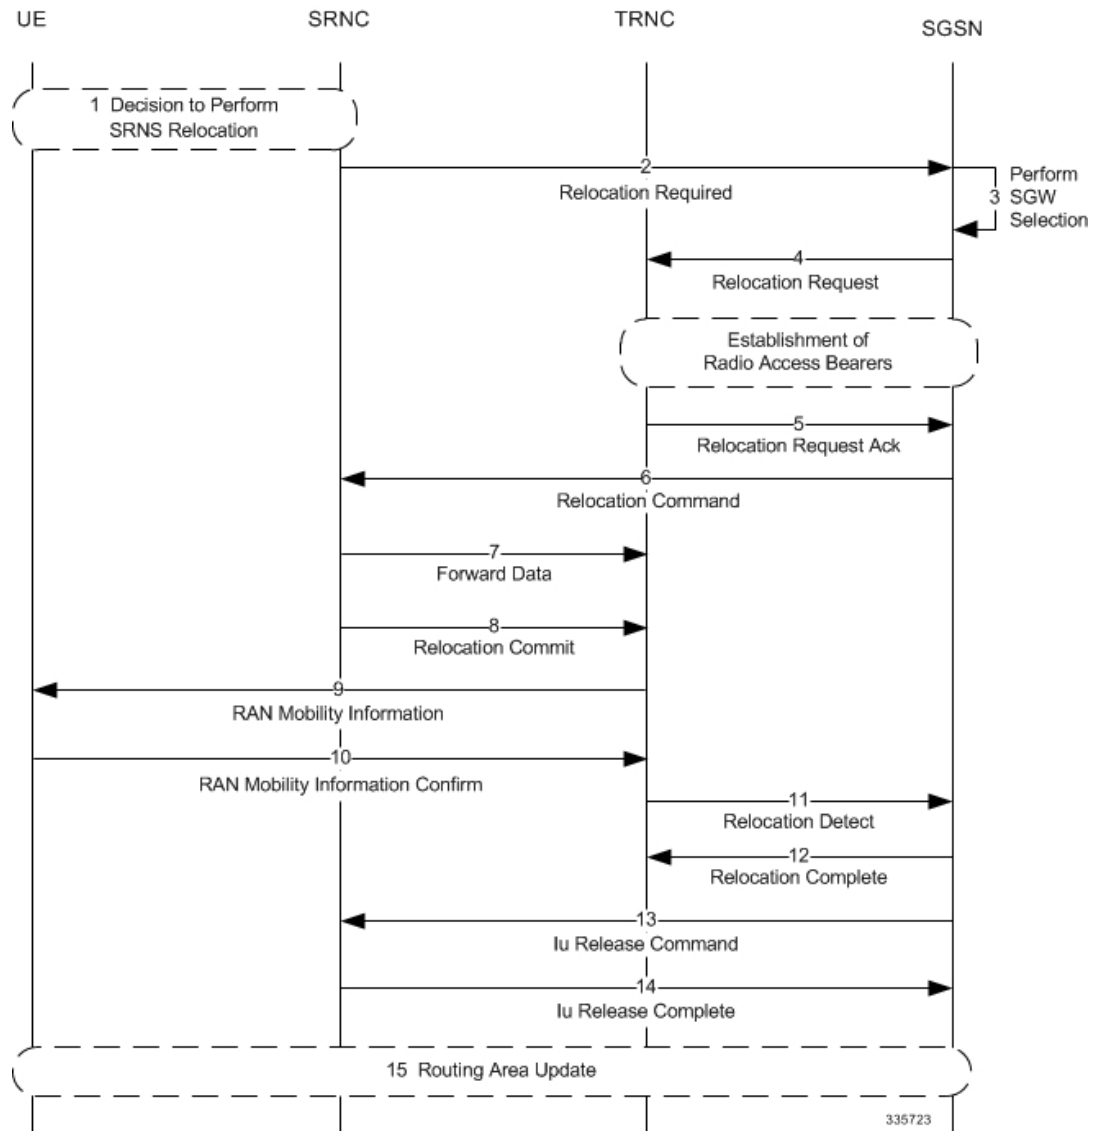 UE SRNC TRNC SGSN
1 Decision to Perform
SRNS Relocation
2
Relocation Required
Perform
3 SGW
Selection
4
Relocation Request
Establishment of
Radio Access Bearers
5
Relocation Request Ack
6
Relocation Command
7
Forward Data
8
Relocation Commit
9
RAN Mobility Information
10
RAN Mobility Information Confirm
11
Relocation Detect
12
Relocation Complete
13
Iu Release Command
14
Iu Release Complete
15 Routing Area Update
335723